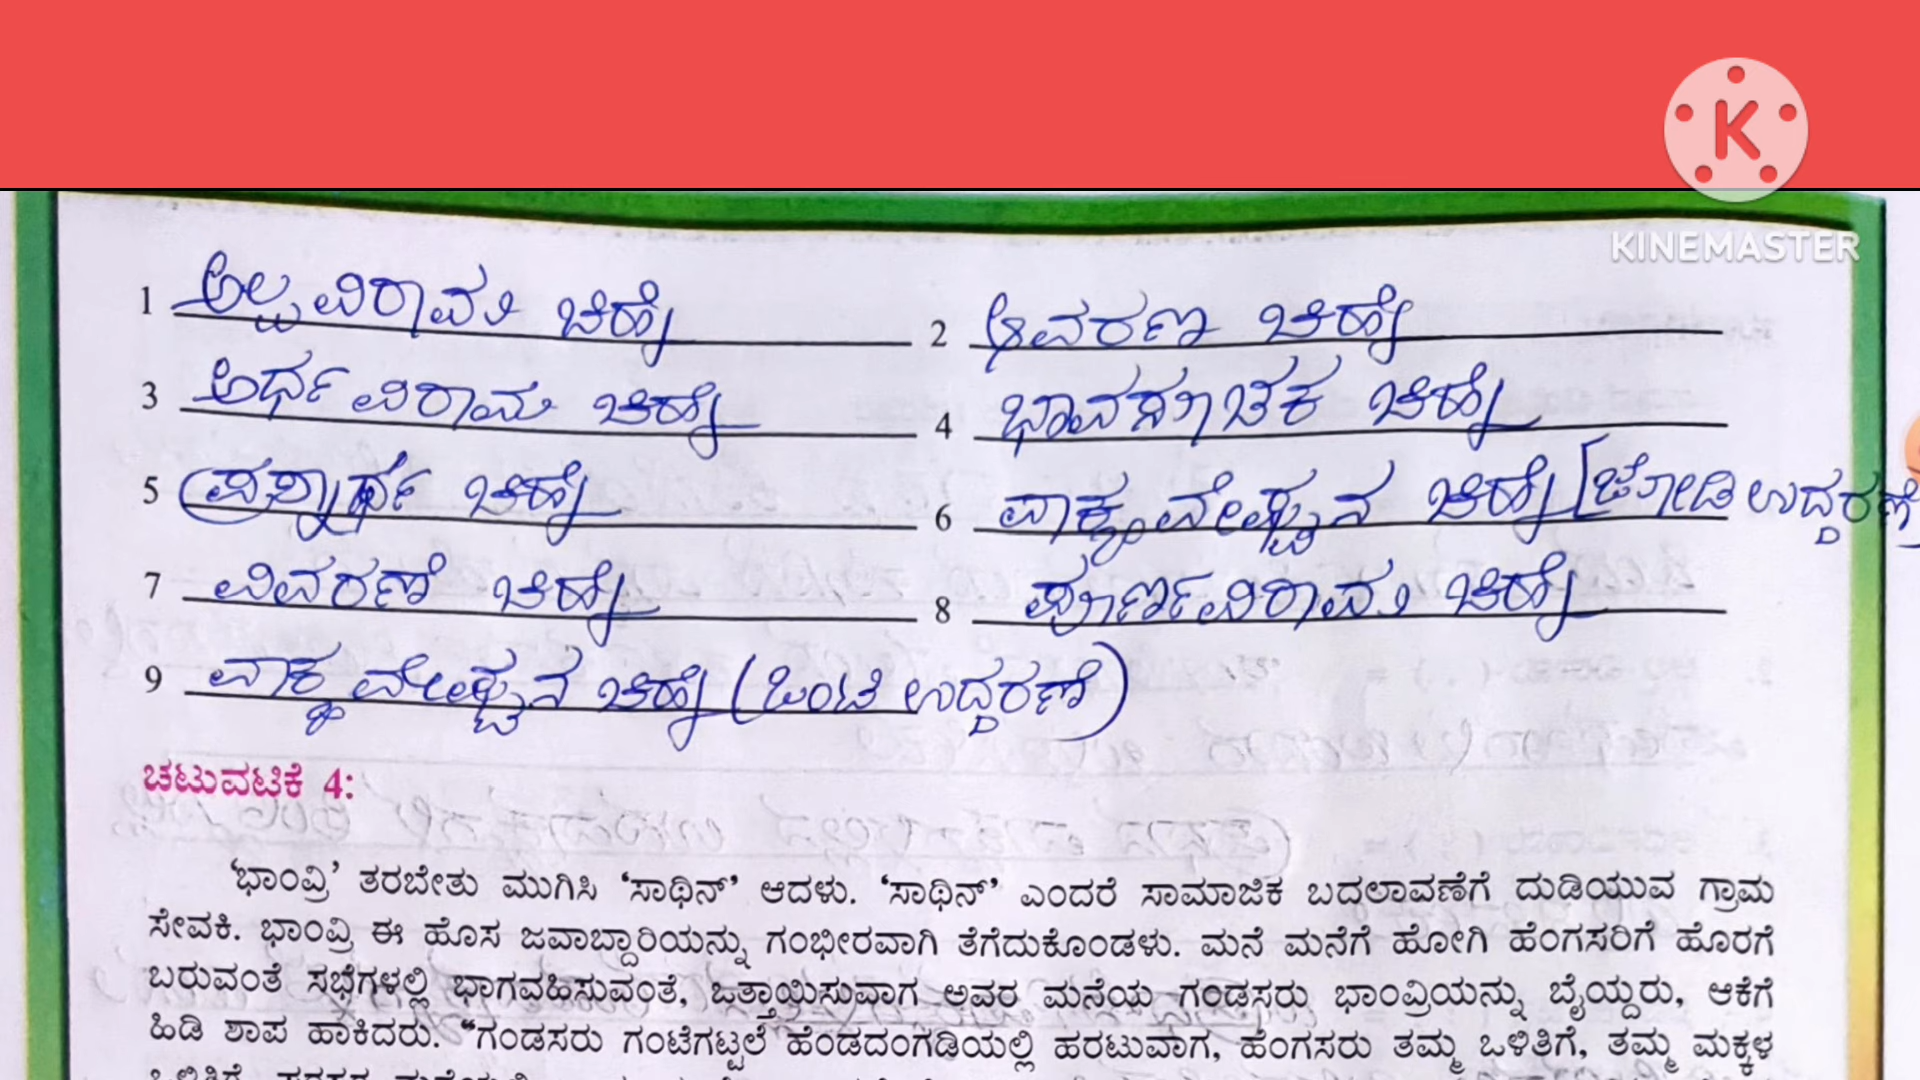 K
KINEMASTER
1 ಅಲ್ಪವಿರಾಮ ಚಿಹ್ನೆ
2 ಆವರಣ ಚಿಹ್ನೆ
3 ಅರ್ಧವಿರಾಮ ಚಿಹ್ನೆ
4 ಭಾವಸೂಚಕ ಚಿಹ್ನೆ
5 ಪ್ರಶ್ನಾರ್ಥಕ ಚಿಹ್ನೆ
6 ವಾಕ್ಯವೇಷ್ಟನ ಚಿಹ್ನೆ [ಜೋಡಿ ಉದ್ಧರಣೆ
7 ವಿವರಣೆ ಚಿಹ್ನೆ
8 ಪೂರ್ಣವಿರಾಮ ಚಿಹ್ನೆ
9 ವಾಕ್ಯವೇಷ್ಟನ ಚಿಹ್ನೆ (ಒಂಟಿ ಉದ್ಧರಣೆ)
ಚಟುವಟಿಕೆ 4:
‘ಭಾಂವ್ರಿ’ ತರಬೇತು ಮುಗಿಸಿ ‘ಸಾಥಿನ್’ ಆದಳು. ‘ಸಾಥಿನ್’ ಎಂದರೆ ಸಾಮಾಜಿಕ ಬದಲಾವಣೆಗೆ ದುಡಿಯುವ ಗ್ರಾಮ
ಸೇವಕಿ. ಭಾಂವ್ರಿ ಈ ಹೊಸ ಜವಾಬ್ದಾರಿಯನ್ನು ಗಂಭೀರವಾಗಿ ತೆಗೆದುಕೊಂಡಳು. ಮನೆ ಮನೆಗೆ ಹೋಗಿ ಹೆಂಗಸರಿಗೆ ಹೊರಗೆ
ಬರುವಂತೆ ಸಭೆಗಳಲ್ಲಿ ಭಾಗವಹಿಸುವಂತೆ, ಒತ್ತಾಯಿಸುವಾಗ ಅವರ ಮನೆಯ ಗಂಡಸರು ಭಾಂವ್ರಿಯನ್ನು ಬೈಯ್ದರು, ಆಕೆಗೆ
ಹಿಡಿ ಶಾಪ ಹಾಕಿದರು. “ಗಂಡಸರು ಗಂಟೆಗಟ್ಟಲೆ ಹೆಂಡದಂಗಡಿಯಲ್ಲಿ ಹರಟುವಾಗ, ಹೆಂಗಸರು ತಮ್ಮ ಒಳಿತಿಗೆ, ತಮ್ಮ ಮಕ್ಕಳ